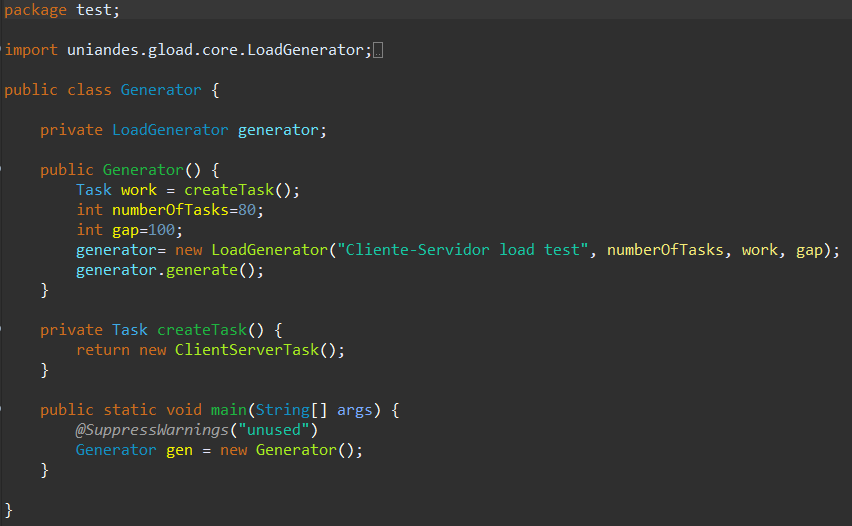 package test;
import uniandes.gload.core.LoadGenerator;
public class Generator {
private LoadGenerator generator;
public Generator() {
Task work = createTask();
int numberOfTasks=80;
int gap=100;
generator= new LoadGenerator("Cliente-Servidor load test", numberOfTasks, work, gap);
generator.generate();
}
private Task createTask() {
return new ClientServerTask();
}
public static void main(String[] args) {
@SuppressWarnings("unused")
Generator gen = new Generator();
}
}